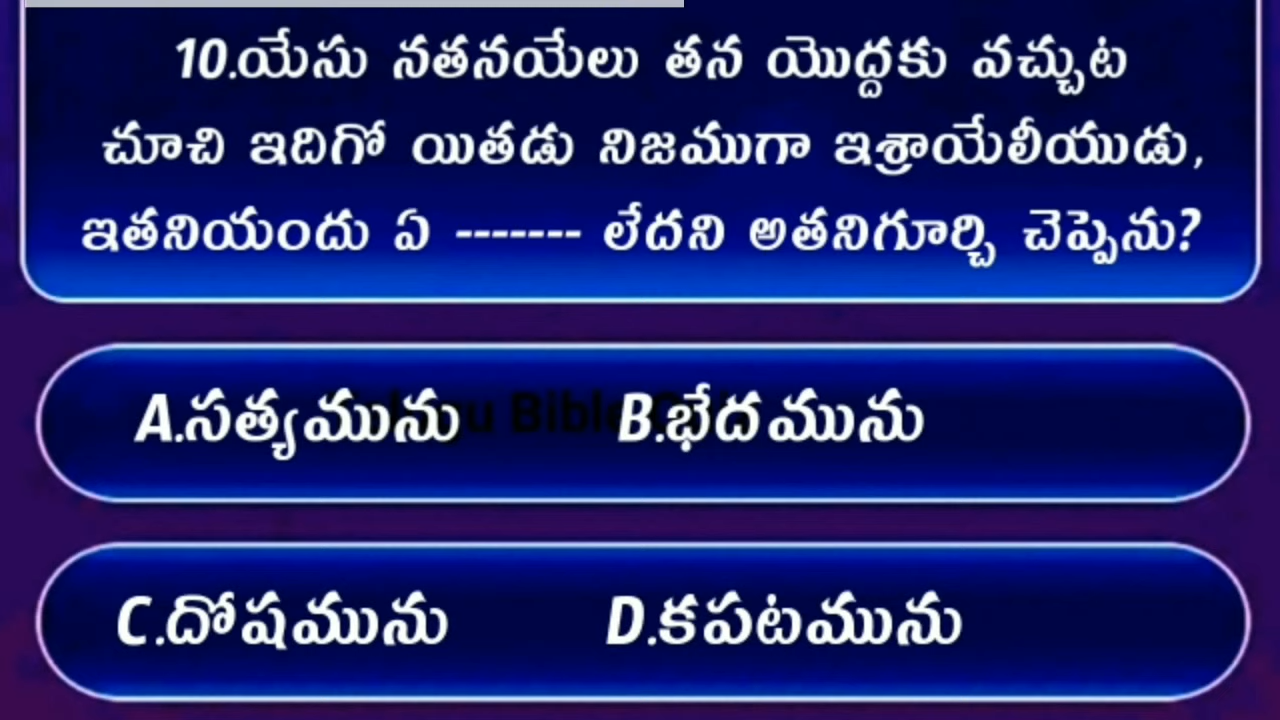 10.యేసు నతనయేలు తన యొద్దకు వచ్చుట
చూచి ఇదిగో యితడు నిజముగా ఇశ్రాయేలీయుడు,
ఇతనియందు ఏ ------- లేదని అతనిగూర్చి చెప్పెను?
A.సత్యమును B.భేదమును
C.దోషమును D.కపటమును